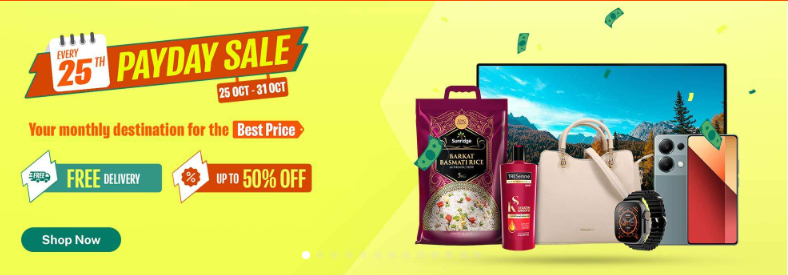 EVERY
25TH
PAYDAY SALE
25 OCT - 31 OCT
Your monthly destination for the Best Price
FREE
FREE DELIVERY
UP TO 50% OFF
Shop Now
Sunridge
BARKAT
BASMATI RICE
TRESemmé